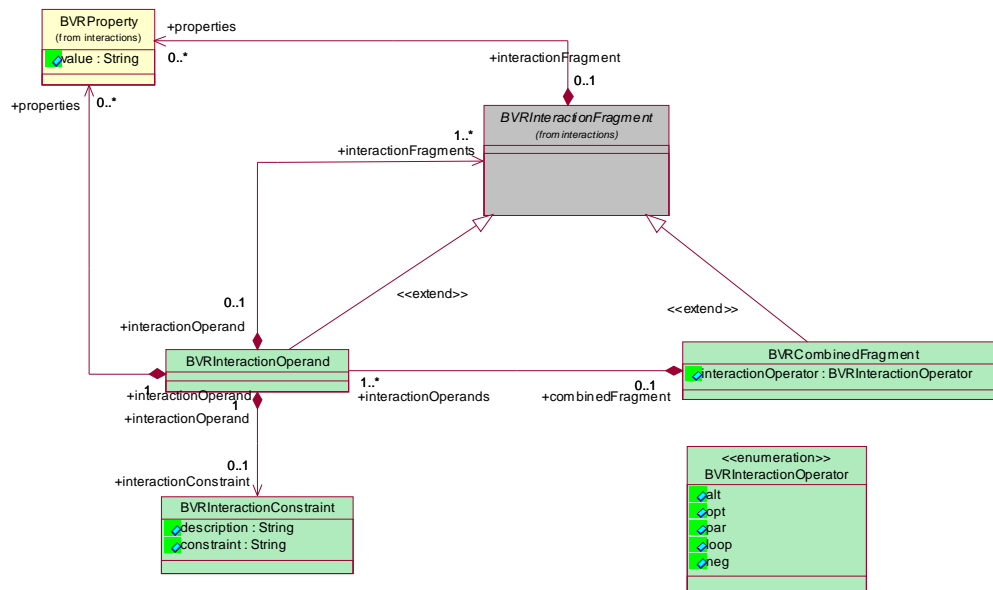 BVRProperty
(from interactions)
value : String
+properties
0..*
+interactionFragment
0..1
+properties
0..*
BVRInteractionFragment
(from interactions)
1..*
+interactionFragments
<<extend>>
<<extend>>
0..1
+interactionOperand
BVRInteractionOperand
BVRCombinedFragment
interactionOperator : BVRInteractionOperator
1
+interactionOperand
1..*
+interactionOperands
0..1
+combinedFragment
1
+interactionOperand
0..1
+interactionConstraint
BVRInteractionConstraint
description : String
constraint : String
<<enumeration>>
BVRInteractionOperator
alt
opt
par
loop
neg